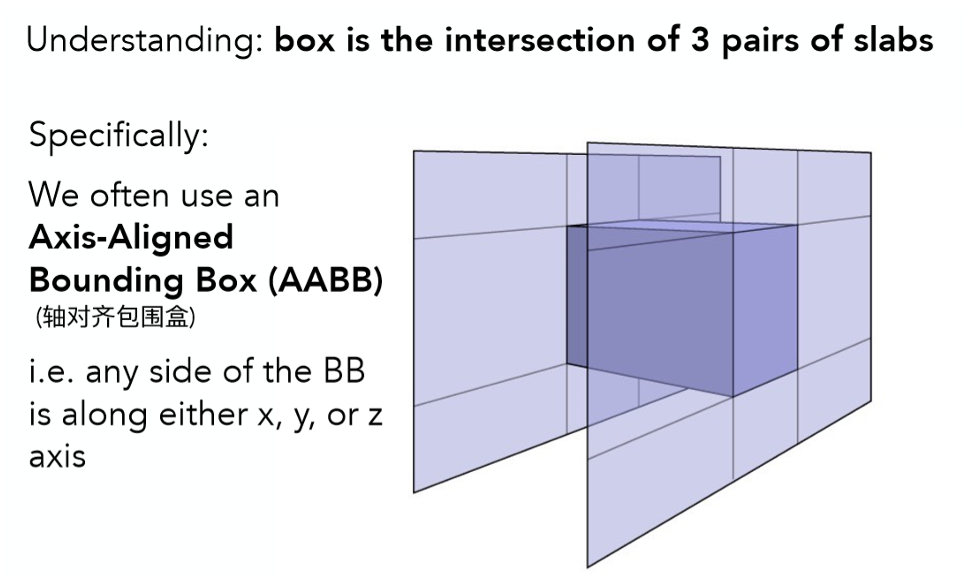 Understanding: box is the intersection of 3 pairs of slabs
Specifically:
We often use an
Axis-Aligned
Bounding Box (AABB)
(轴对齐包围盒)
i.e. any side of the BB
is along either x, y, or z
axis